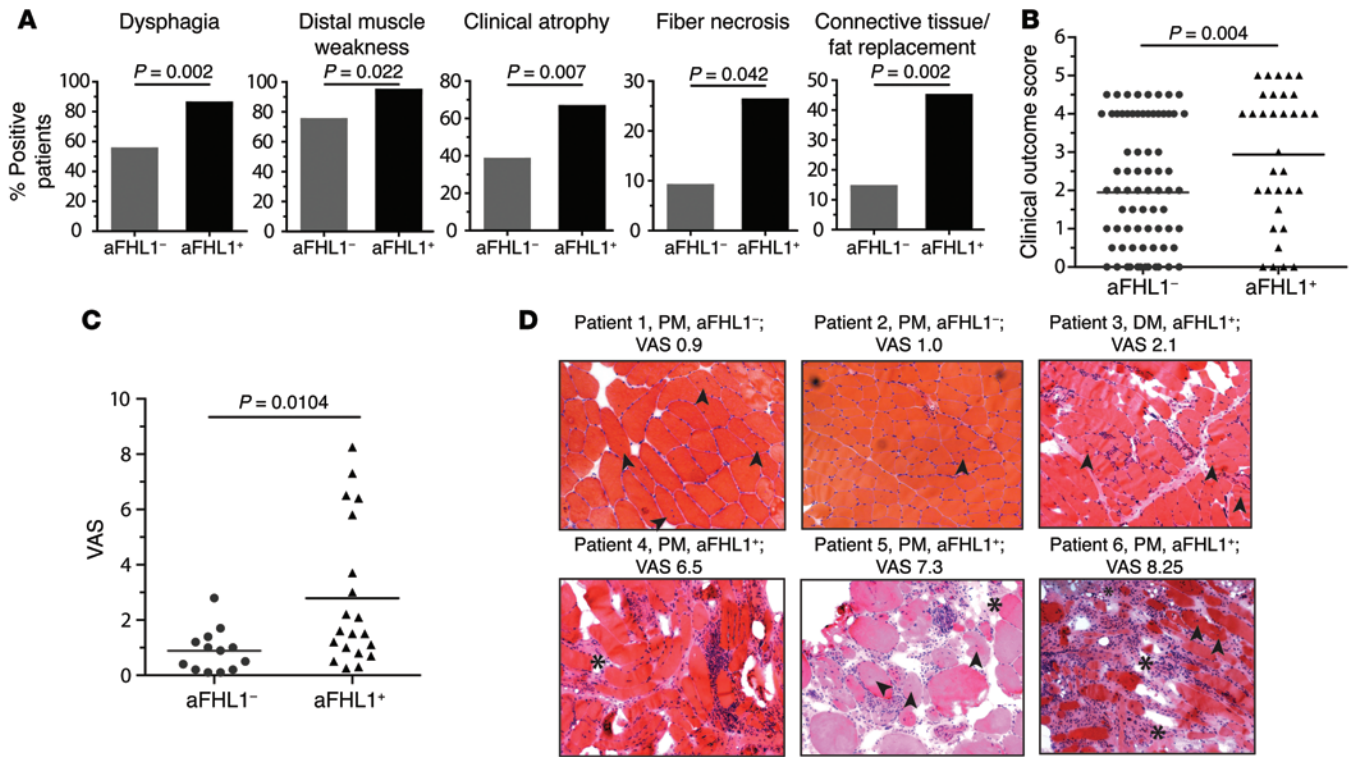 A
Dysphagia
Distal muscle
weakness
Clinical atrophy
Fiber necrosis
Connective tissue/
fat replacement
% Positive
patients
P = 0.002
100
80
60
40
20
0
aFHL1⁻
aFHL1⁺
P = 0.022
100
80
60
40
20
0
aFHL1⁻
aFHL1⁺
P = 0.007
80
60
40
20
0
aFHL1⁻
aFHL1⁺
P = 0.042
30
20
10
0
aFHL1⁻
aFHL1⁺
P = 0.002
50
45
40
35
30
25
20
15
10
5
0
aFHL1⁻
aFHL1⁺
B
P = 0.004
Clinical outcome score
6
5
4
3
2
1
0
aFHL1⁻
aFHL1⁺
C
P = 0.0104
VAS
10
8
6
4
2
0
aFHL1⁻
aFHL1⁺
D
Patient 1, PM, aFHL1⁻;
VAS 0.9
Patient 2, PM, aFHL1⁻;
VAS 1.0
Patient 3, DM, aFHL1⁺;
VAS 2.1
Patient 4, PM, aFHL1⁺;
VAS 6.5
Patient 5, PM, aFHL1⁺;
VAS 7.3
Patient 6, PM, aFHL1⁺;
VAS 8.25